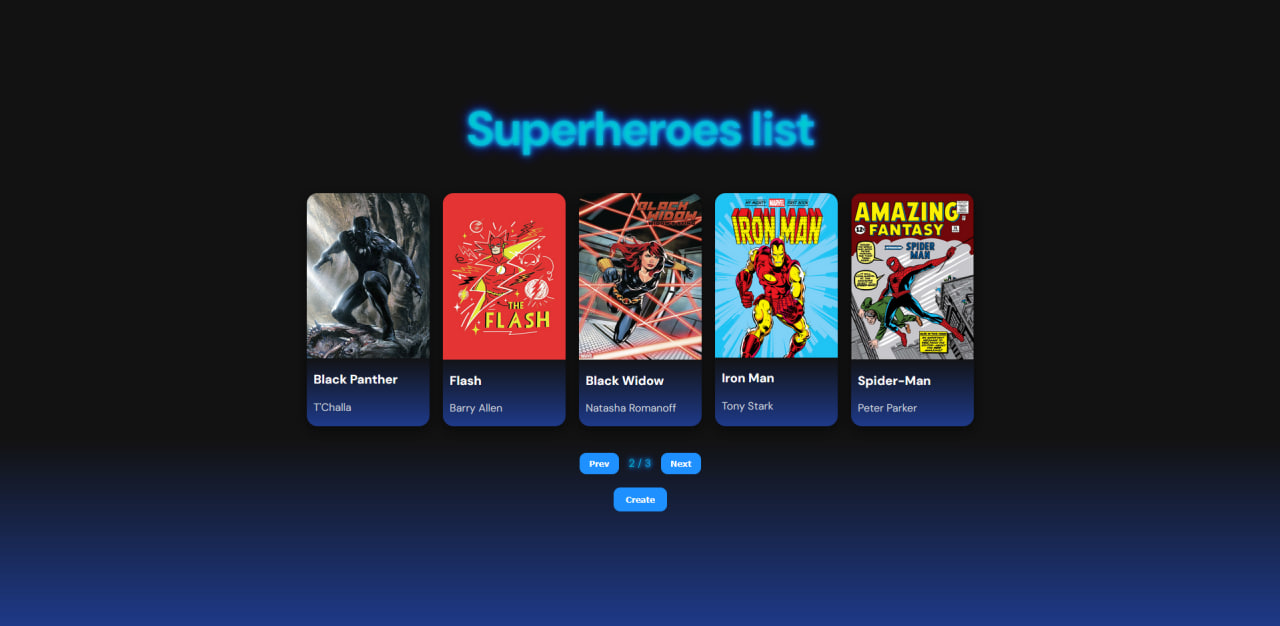 Superheroes list
BLACK
WIDOW
MARVEL
IRON MAN
AMAZING
FANTASY
SPIDER
MAN
THE
FLASH
Black Panther
T'Challa
Flash
Barry Allen
Black Widow
Natasha Romanoff
Iron Man
Tony Stark
Spider-Man
Peter Parker
Prev
2 / 3
Next
Create